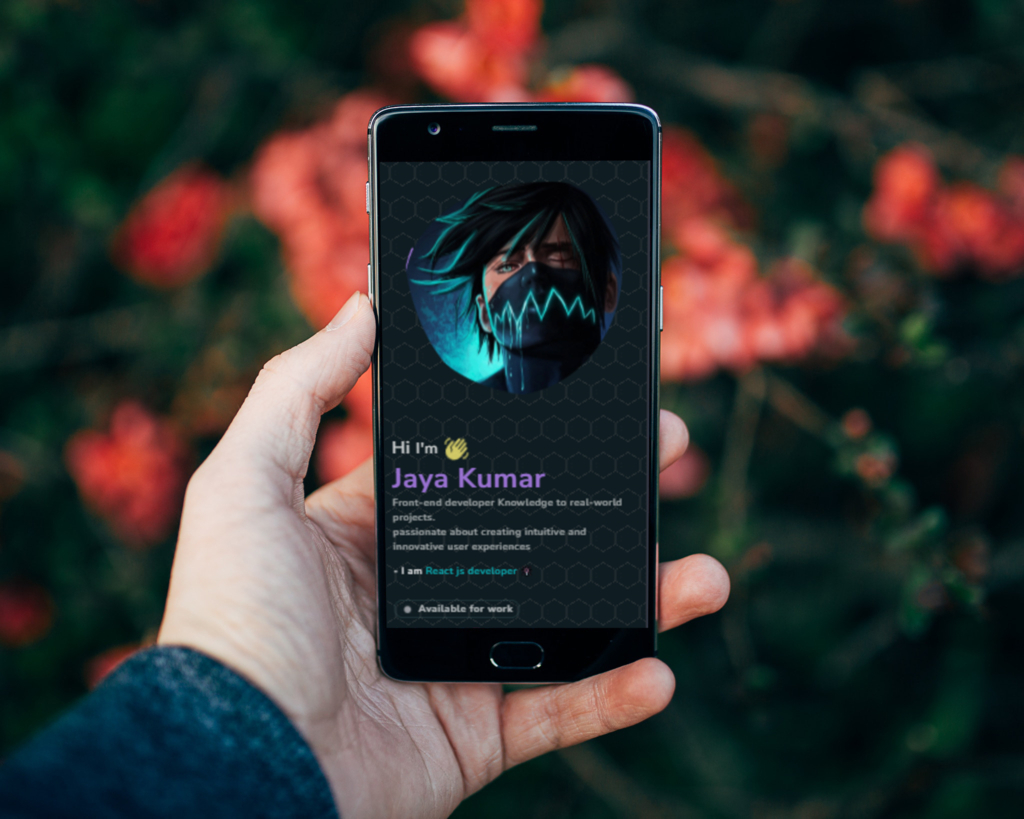 Hi I'm 👋
Jaya Kumar
Front-end developer Knowledge to real-world
projects.
passionate about creating intuitive and
innovative user experiences
- I am React js developer
Available for work